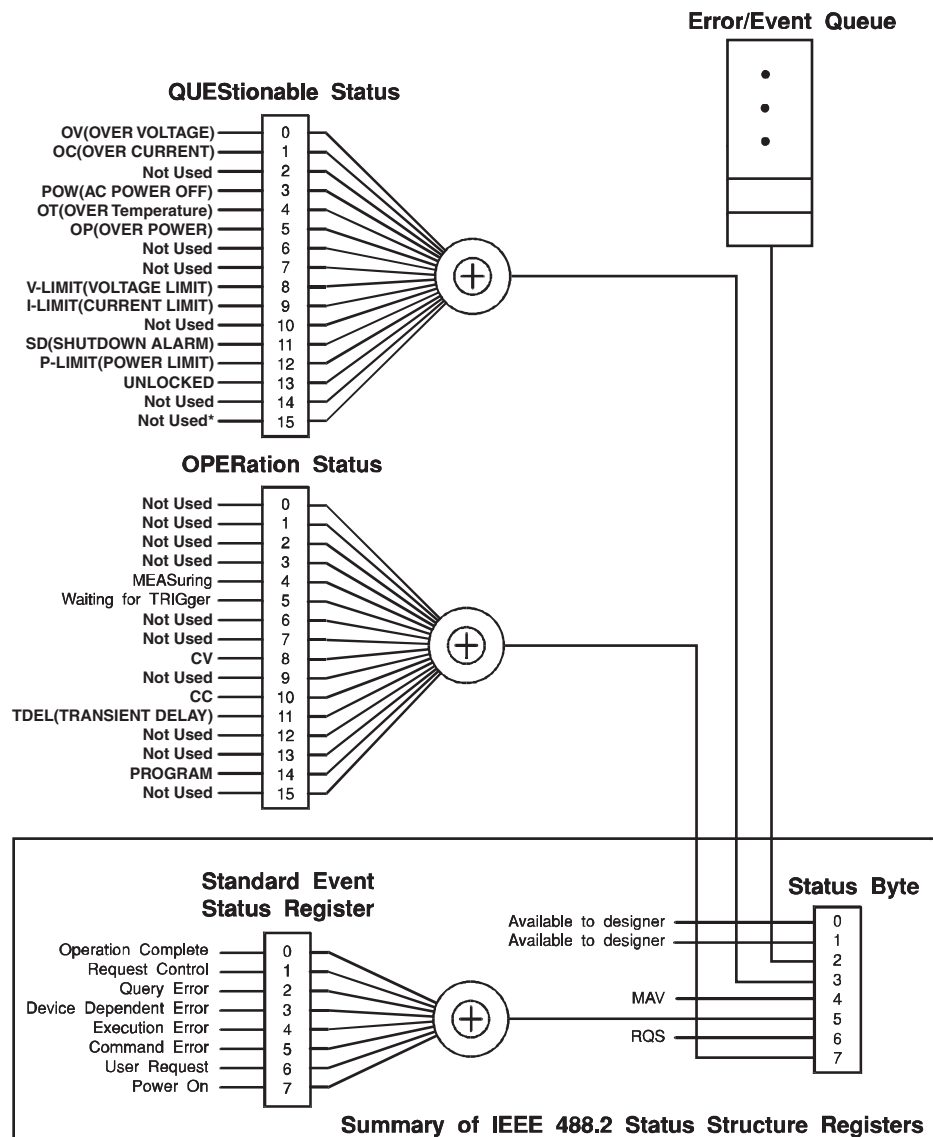 Error/Event Queue
QUEStionable Status
OV(OVER VOLTAGE) 0
OC(OVER CURRENT) 1
Not Used 2
POW(AC POWER OFF) 3
OT(OVER Temperature) 4
OP(OVER POWER) 5
Not Used 6
Not Used 7
V-LIMIT(VOLTAGE LIMIT) 8
I-LIMIT(CURRENT LIMIT) 9
Not Used 10
SD(SHUTDOWN ALARM) 11
P-LIMIT(POWER LIMIT) 12
UNLOCKED 13
Not Used 14
Not Used* 15
+
OPERation Status
Not Used 0
Not Used 1
Not Used 2
Not Used 3
MEASuring 4
Waiting for TRIGger 5
Not Used 6
Not Used 7
CV 8
Not Used 9
CC 10
TDEL(TRANSIENT DELAY) 11
Not Used 12
Not Used 13
PROGRAM 14
Not Used 15
+
Standard Event
Status Register
Operation Complete 0
Request Control 1
Query Error 2
Device Dependent Error 3
Execution Error 4
Command Error 5
User Request 6
Power On 7
+
Status Byte
Available to designer 0
Available to designer 1
2
3
MAV 4
5
RQS 6
7
Summary of IEEE 488.2 Status Structure Registers